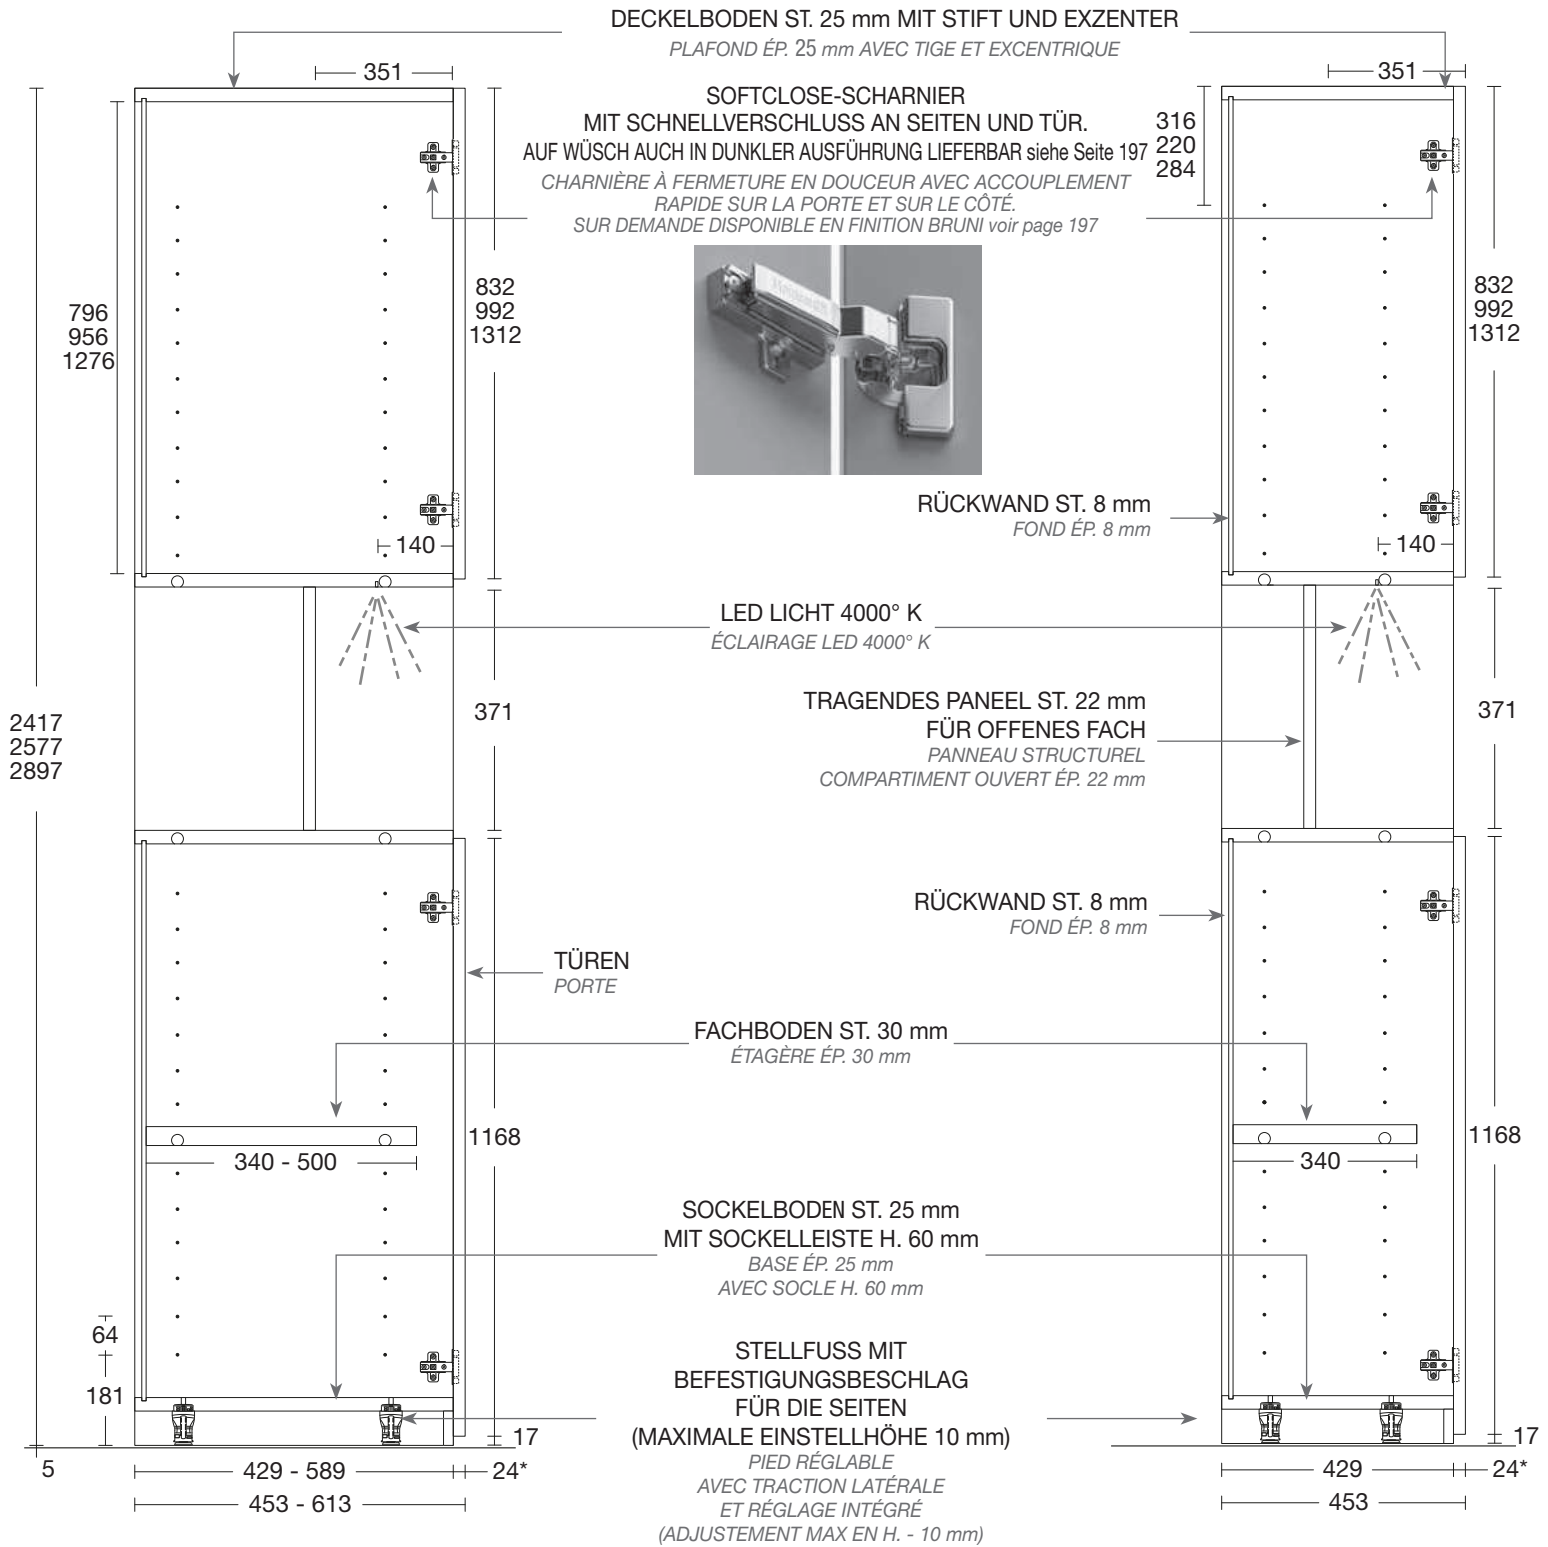 DECKELBODEN ST. 25 mm MIT STIFT UND EXZENTER
PLAFOND ÉP. 25 mm AVEC TIGE ET EXCENTRIQUE
351
351
SOFTCLOSE-SCHARNIER
MIT SCHNELLVERSCHLUSS AN SEITEN UND TÜR.
AUF WÜSCH AUCH IN DUNKLER AUSFÜHRUNG LIEFERBAR siehe Seite 197
CHARNIÈRE À FERMETURE EN DOUCEUR AVEC ACCOUPLEMENT
RAPIDE SUR LA PORTE ET SUR LE CÔTÉ.
SUR DEMANDE DISPONIBLE EN FINITION BRUNI voir page 197
316
220
284
796
956
1276
832
992
1312
832
992
1312
RÜCKWAND ST. 8 mm
FOND ÉP. 8 mm
140
140
LED LICHT 4000° K
ÉCLAIRAGE LED 4000° K
TRAGENDES PANEEL ST. 22 mm
FÜR OFFENES FACH
PANNEAU STRUCTUREL
COMPARTIMENT OUVERT ÉP. 22 mm
371
371
2417
2577
2897
RÜCKWAND ST. 8 mm
FOND ÉP. 8 mm
TÜREN
PORTE
FACHBODEN ST. 30 mm
ÉTAGÈRE ÉP. 30 mm
1168
1168
340 - 500
340
SOCKELBODEN ST. 25 mm
MIT SOCKELLEISTE H. 60 mm
BASE ÉP. 25 mm
AVEC SOCLE H. 60 mm
64
181
STELLFUSS MIT
BEFESTIGUNGSBESCHLAG
FÜR DIE SEITEN
(MAXIMALE EINSTELLHÖHE 10 mm)
PIED RÉGLABLE
AVEC TRACTION LATÉRALE
ET RÉGLAGE INTÉGRÉ
(ADJUSTEMENT MAX EN H. - 10 mm)
17
17
5
429 - 589
24*
453 - 613
429
24*
453